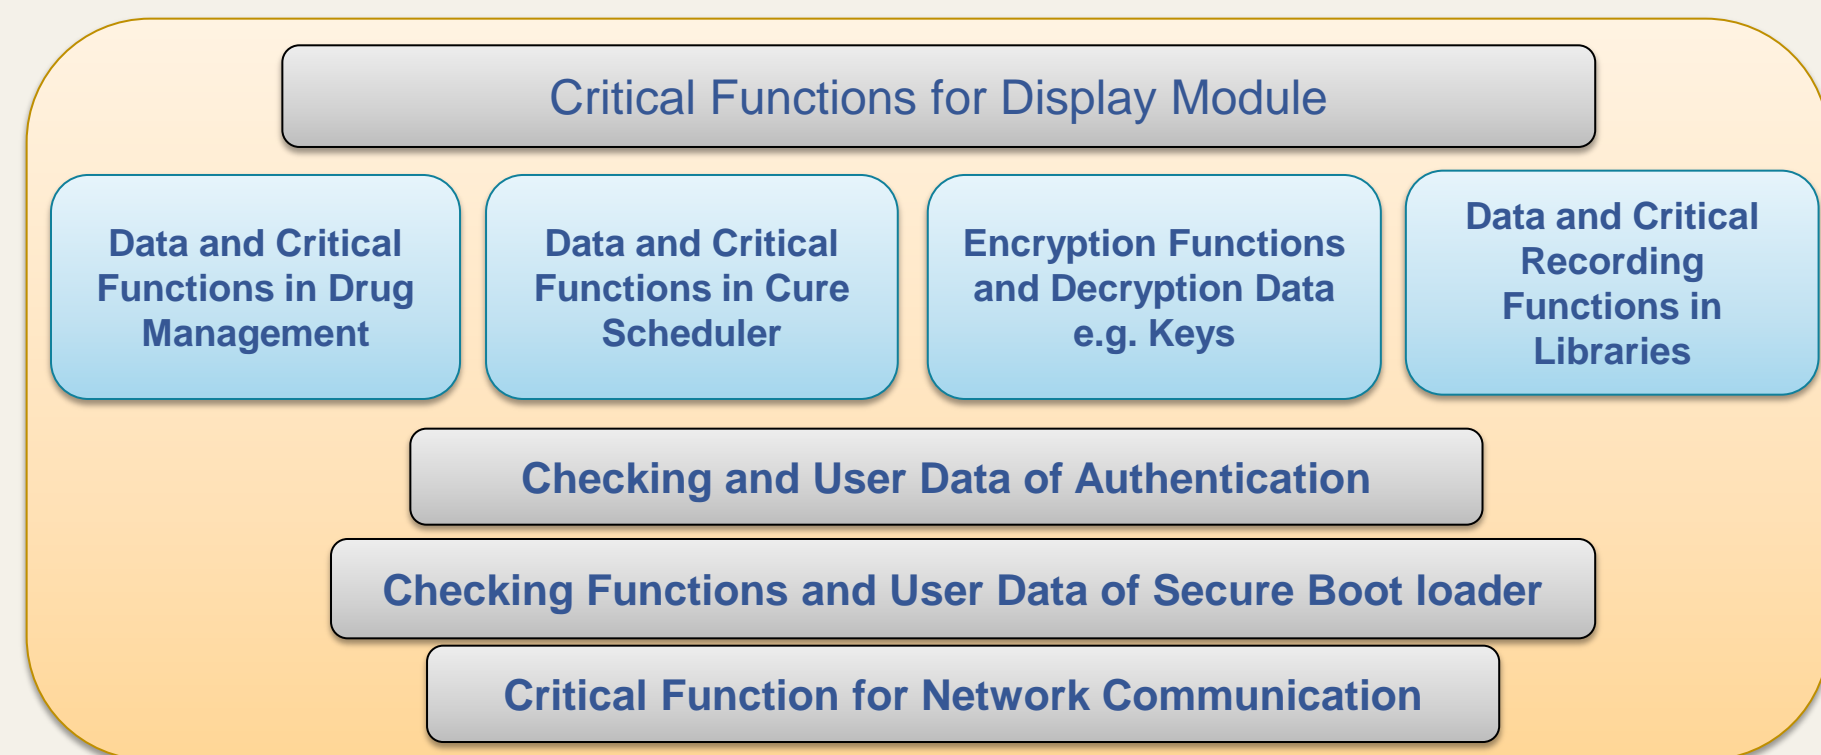 Critical Functions for Display Module
Data and Critical
Functions in Drug
Management
Data and Critical
Functions in Cure
Scheduler
Encryption Functions
and Decryption Data
e.g. Keys
Data and Critical
Recording
Functions in
Libraries
Checking and User Data of Authentication
Checking Functions and User Data of Secure Boot loader
Critical Function for Network Communication